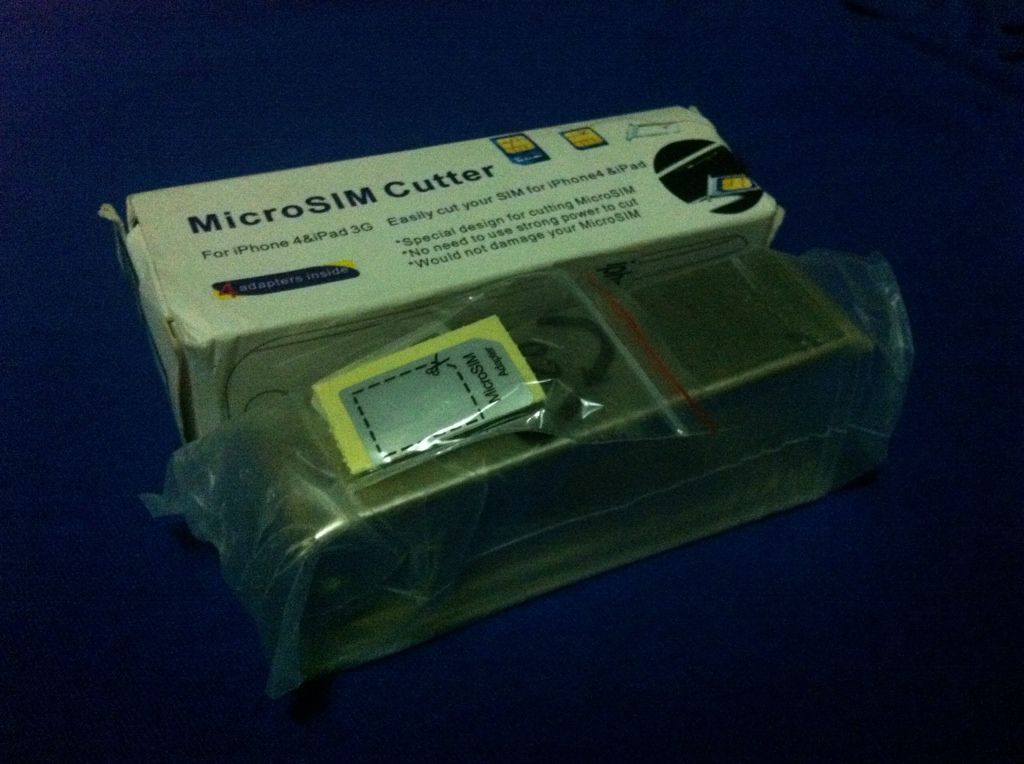 MicroSIM Cutter
For iPhone 4&iPad 3G
Easily cut your SIM for iPhone4 &iPad
*Special design for cutting MicroSIM
*No need to use strong power to cut
*Would not damage your MicroSIM
4 adapters inside
MicroSIM
Adapter